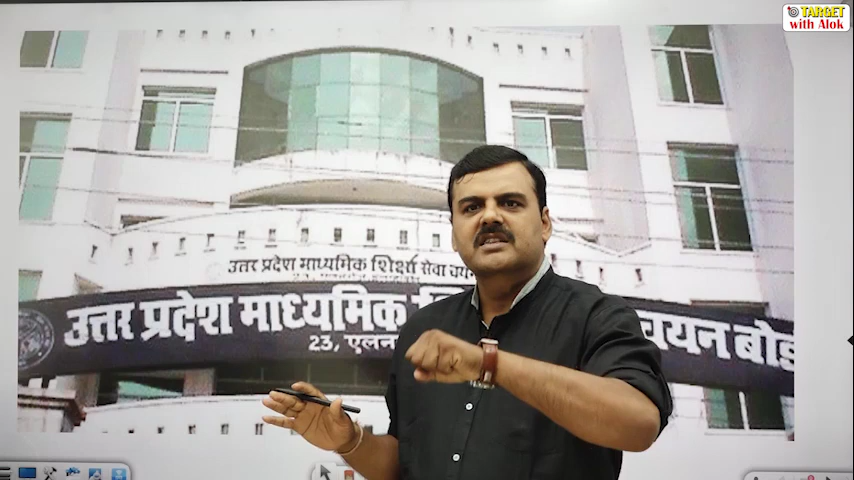 TARGET
with Alok
उत्तर प्रदेश माध्यमिक शिक्षा सेवा चयन
उत्तर प्रदेश माध्यमिक
चयन बोर्ड
23, एलन